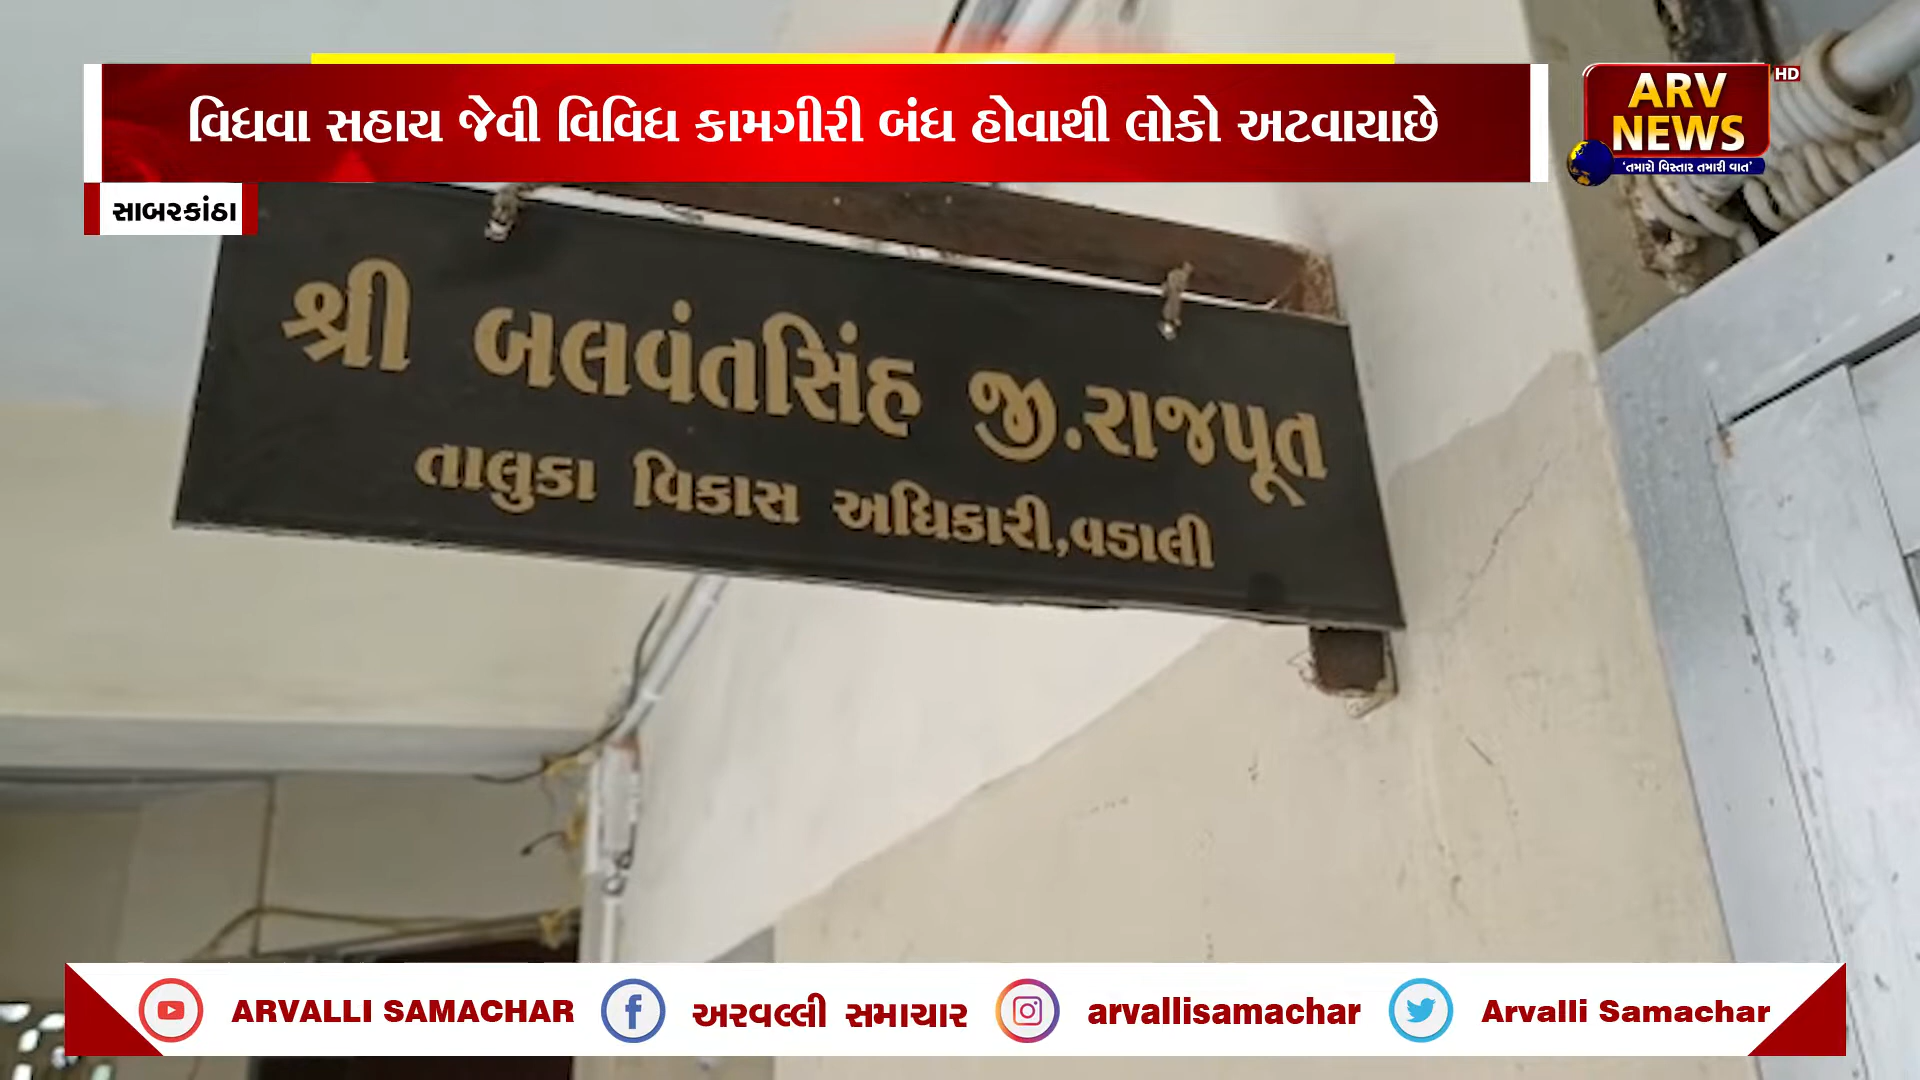 વિધવા સહાય જેવી વિવિધ કામગીરી બંધ હોવાથી લોકો અટવાયાછે
ARV
NEWS
HD
'તમારો વિસ્તાર તમારી વાત'
સાબરકાંઠા
શ્રી બલવંતસિંહ જી.રાજપૂત
તાલુકા વિકાસ અધિકારી,વડાલી
ARVALLI SAMACHAR
અરવલ્લી સમાચાર
arvallisamachar
Arvalli Samachar